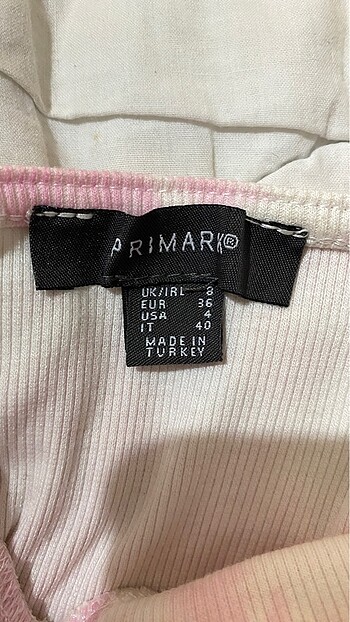 PRIMARK®
UK/IRL 8
EUR 36
USA 4
IT 40
MADE IN
TURKEY